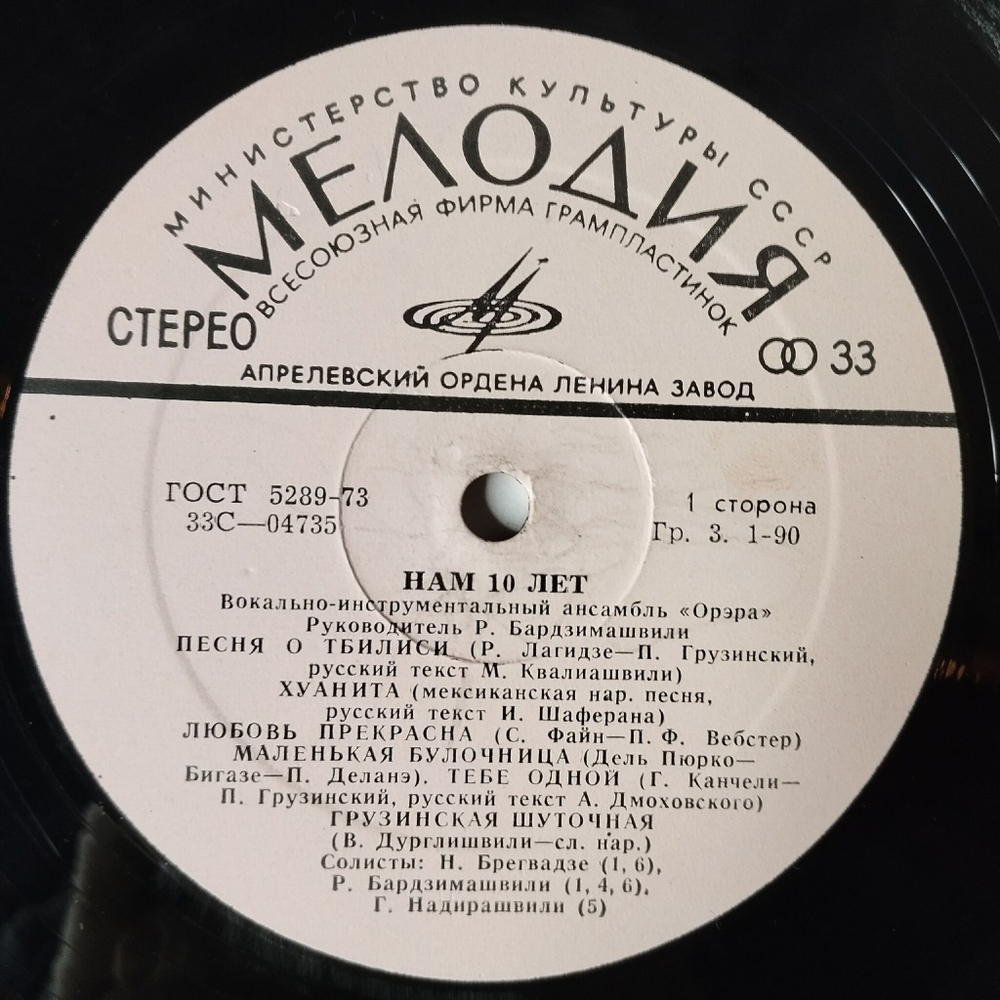 МИНИСТЕРСТВО КУЛЬТУРЫ СССР
МЕЛОДИЯ
ВСЕСОЮЗНАЯ ФИРМА ГРАМПЛАСТИНОК
СТЕРЕО
33
АПРЕЛЕВСКИЙ ОРДЕНА ЛЕНИНА ЗАВОД
ГОСТ 5289-73
1 сторона
33С—04735
Гр. 3. 1-90
НАМ 10 ЛЕТ
Вокально-инструментальный ансамбль «Орэра»
Руководитель Р. Бардзимашвили
ПЕСНЯ О ТБИЛИСИ (Р. Лагидзе—П. Грузинский,
русский текст М. Квалиашвили)
ХУАНИТА (мексиканская нар. песня,
русский текст И. Шаферана)
ЛЮБОВЬ ПРЕКРАСНА (С. Файн—П. Ф. Вебстер)
МАЛЕНЬКАЯ БУЛОЧНИЦА (Дель Пюрко—
Бигазе—П. Деланэ). ТЕБЕ ОДНОЙ (Г. Канчели—
П. Грузинский, русский текст А. Дмоховского)
ГРУЗИНСКАЯ ШУТОЧНАЯ
(В. Дурглишвили—сл. нар.)
Солисты: Н. Брегвадзе (1, 6),
Р. Бардзимашвили (1, 4, 6),
Г. Надирашвили (5)